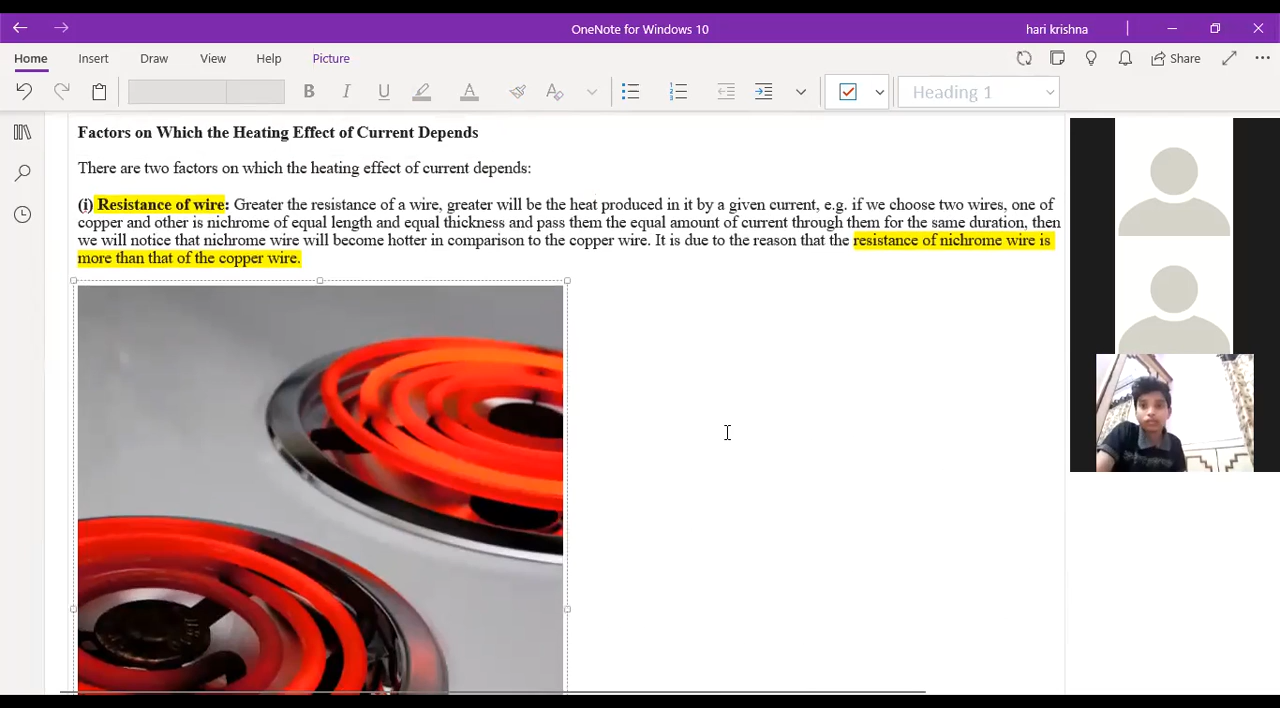 OneNote for Windows 10
hari krishna
Home Insert Draw View Help Picture
Share
Heading 1
Factors on Which the Heating Effect of Current Depends
There are two factors on which the heating effect of current depends:
(i) Resistance of wire: Greater the resistance of a wire, greater will be the heat produced in it by a given current, e.g. if we choose two wires, one of
copper and other is nichrome of equal length and equal thickness and pass them the equal amount of current through them for the same duration, then
we will notice that nichrome wire will become hotter in comparison to the copper wire. It is due to the reason that the resistance of nichrome wire is
more than that of the copper wire.